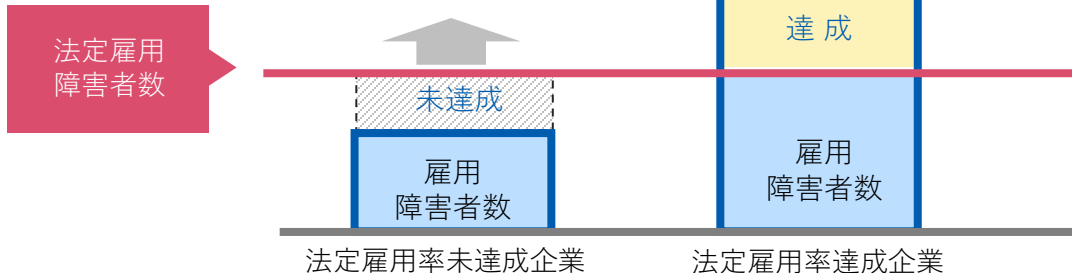 法定雇用
障害者数
達 成
未達成
雇用
障害者数
雇用
障害者数
法定雇用率未達成企業
法定雇用率達成企業